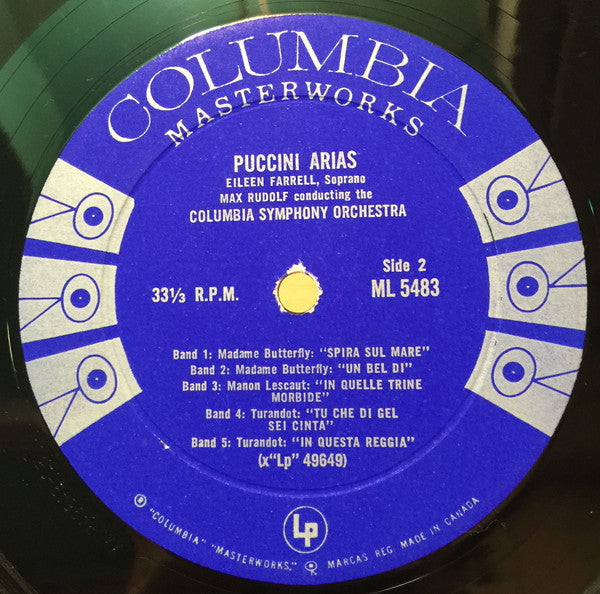 COLUMBIA
MASTERWORKS
PUCCINI ARIAS
EILEEN FARRELL, Soprano
MAX RUDOLF conducting the
COLUMBIA SYMPHONY ORCHESTRA
33⅓ R.P.M.
Side 2
ML 5483
Band 1: Madame Butterfly: “SPIRA SUL MARE”
Band 2: Madame Butterfly: “UN BEL DI”
Band 3: Manon Lescaut: “IN QUELLE TRINE
MORBIDE”
Band 4: Turandot: “TU CHE DI GEL
SEI CINTA”
Band 5: Turandot: “IN QUESTA REGGIA”
(x“Lp” 49649)
Lp
® “COLUMBIA” “MASTERWORKS,” MARCAS REG. MADE IN CANADA